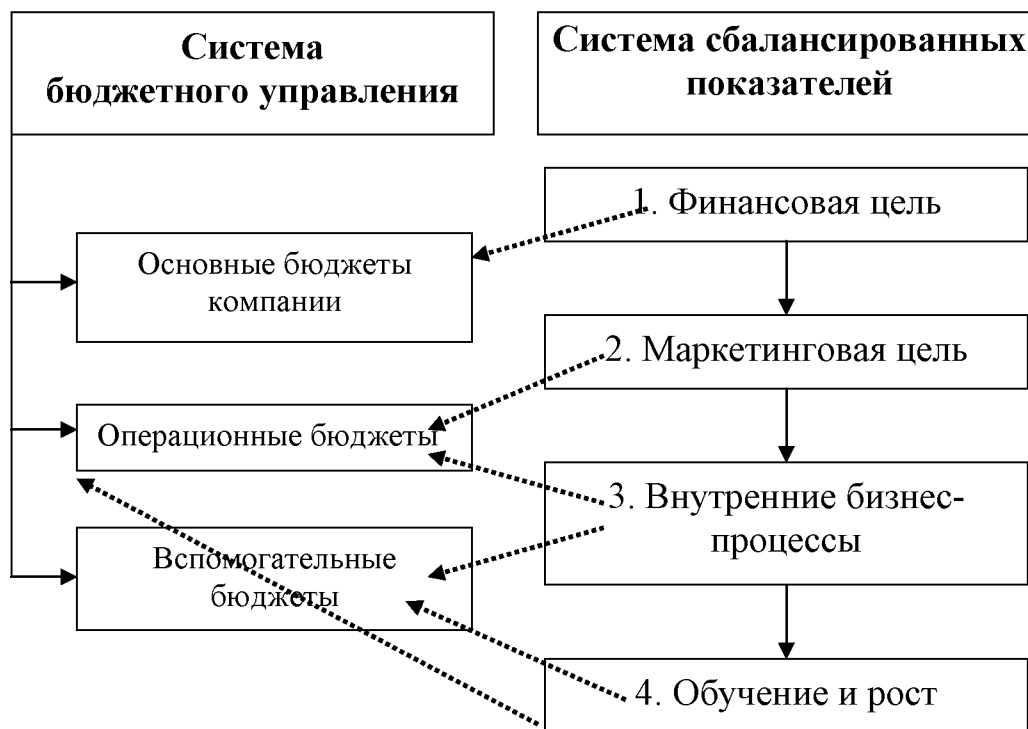 Система
бюджетного управления
Система сбалансированных
показателей
1. Финансовая цель
Основные бюджеты
компании
2. Маркетинговая цель
Операционные бюджеты
3. Внутренние бизнес-
процессы
Вспомогательные
бюджеты
4. Обучение и рост